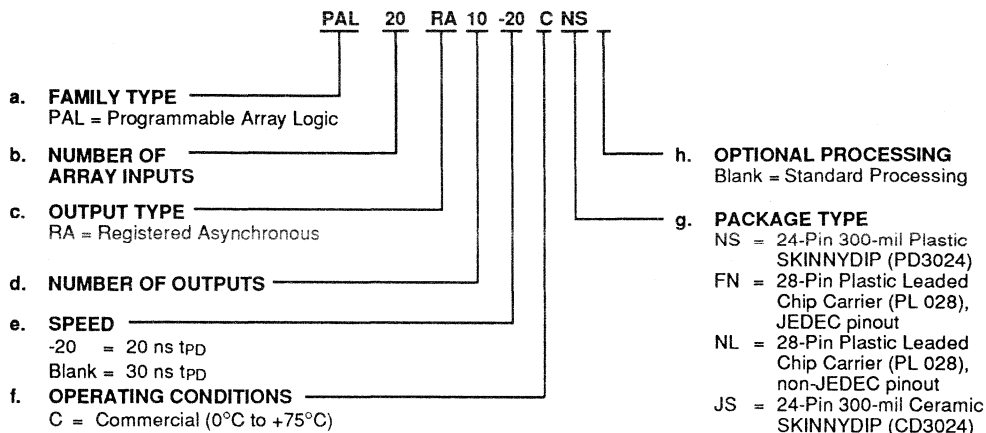 PAL 20 RA 10 -20 C NS
a. FAMILY TYPE
PAL = Programmable Array Logic
b. NUMBER OF
ARRAY INPUTS
c. OUTPUT TYPE
RA = Registered Asynchronous
d. NUMBER OF OUTPUTS
e. SPEED
-20 = 20 ns tPD
Blank = 30 ns tPD
f. OPERATING CONDITIONS
C = Commercial (0°C to +75°C)
h. OPTIONAL PROCESSING
Blank = Standard Processing
g. PACKAGE TYPE
NS = 24-Pin 300-mil Plastic
SKINNYDIP (PD3024)
FN = 28-Pin Plastic Leaded
Chip Carrier (PL 028),
JEDEC pinout
NL = 28-Pin Plastic Leaded
Chip Carrier (PL 028),
non-JEDEC pinout
JS = 24-Pin 300-mil Ceramic
SKINNYDIP (CD3024)